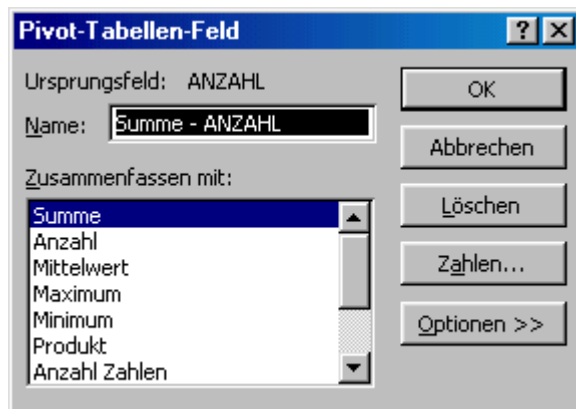 Pivot-Tabellen-Feld
Ursprungsfeld: ANZAHL
Name: Summe - ANZAHL
Zusammenfassen mit:
Summe
Anzahl
Mittelwert
Maximum
Minimum
Produkt
Anzahl Zahlen
OK
Abbrechen
Löschen
Zahlen...
Optionen >>